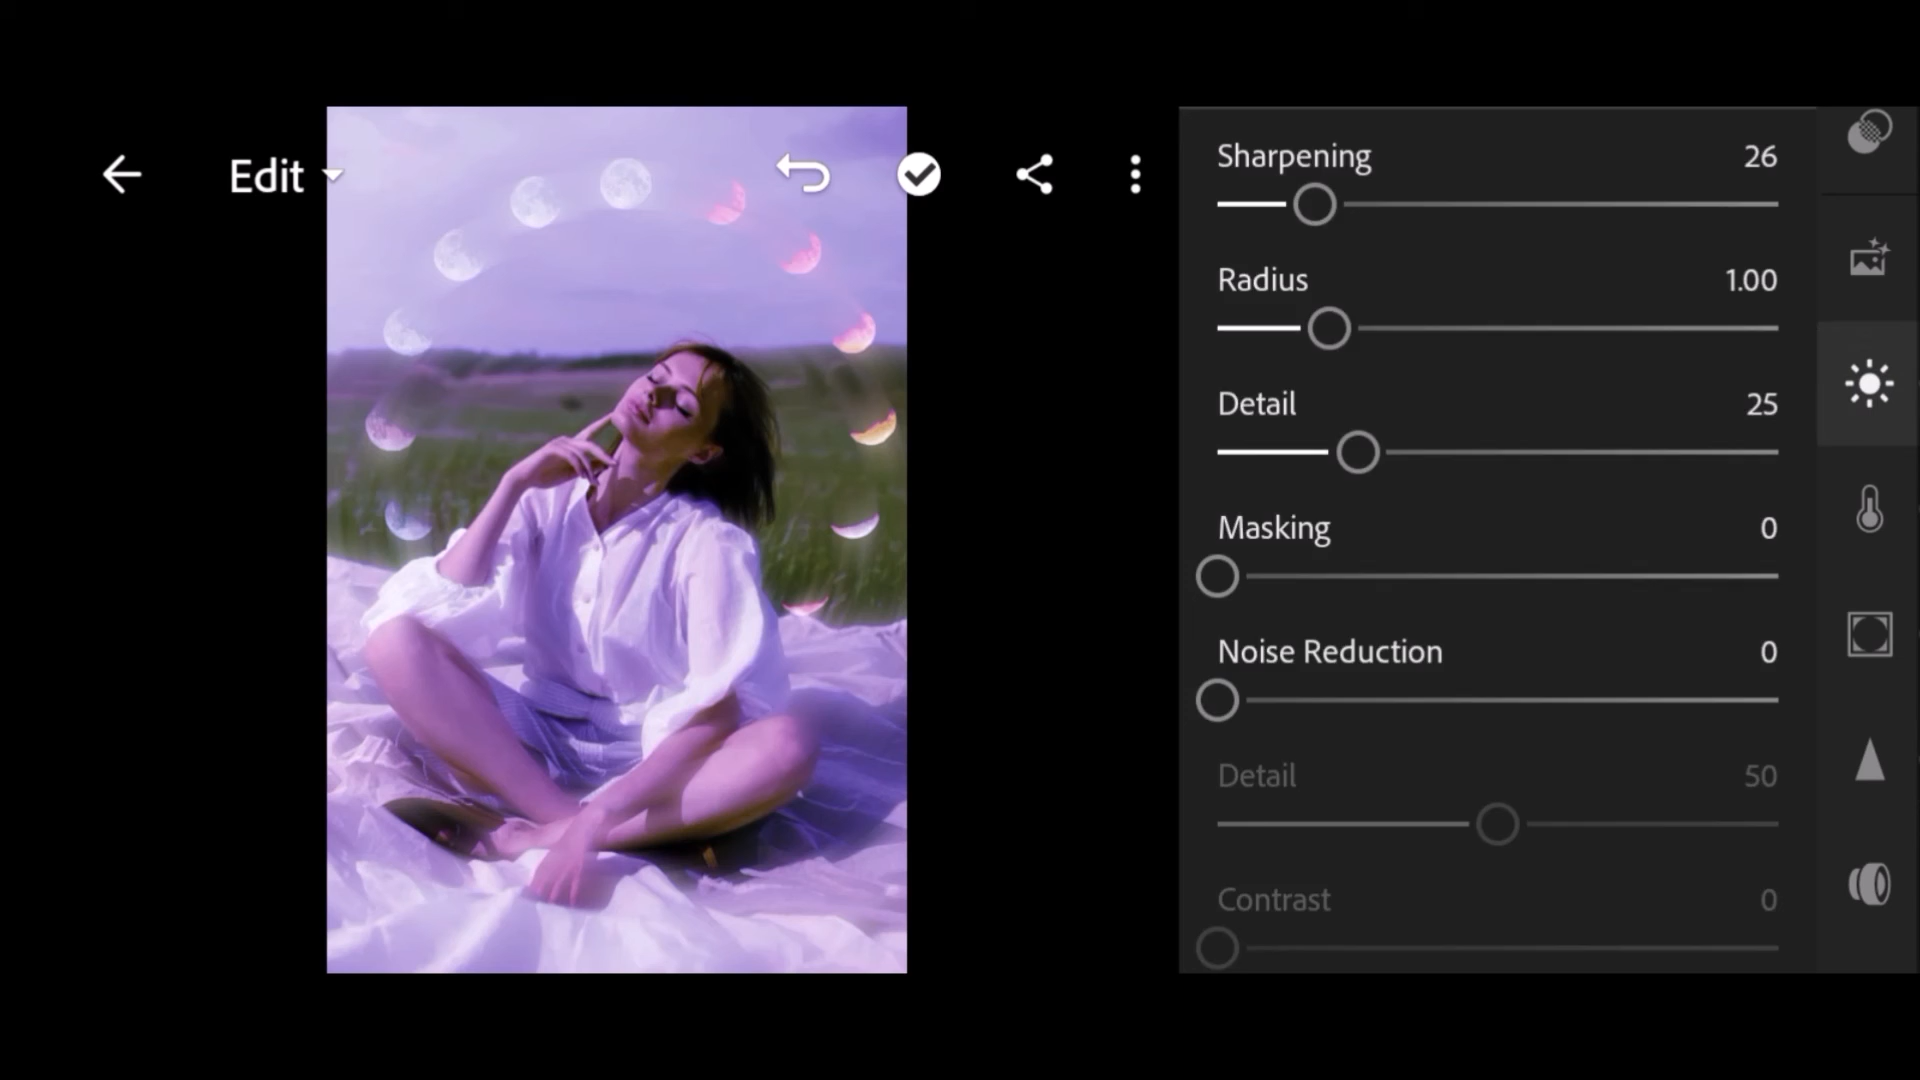 Edit
Sharpening 26
Radius 1.00
Detail 25
Masking 0
Noise Reduction 0
Detail 50
Contrast 0